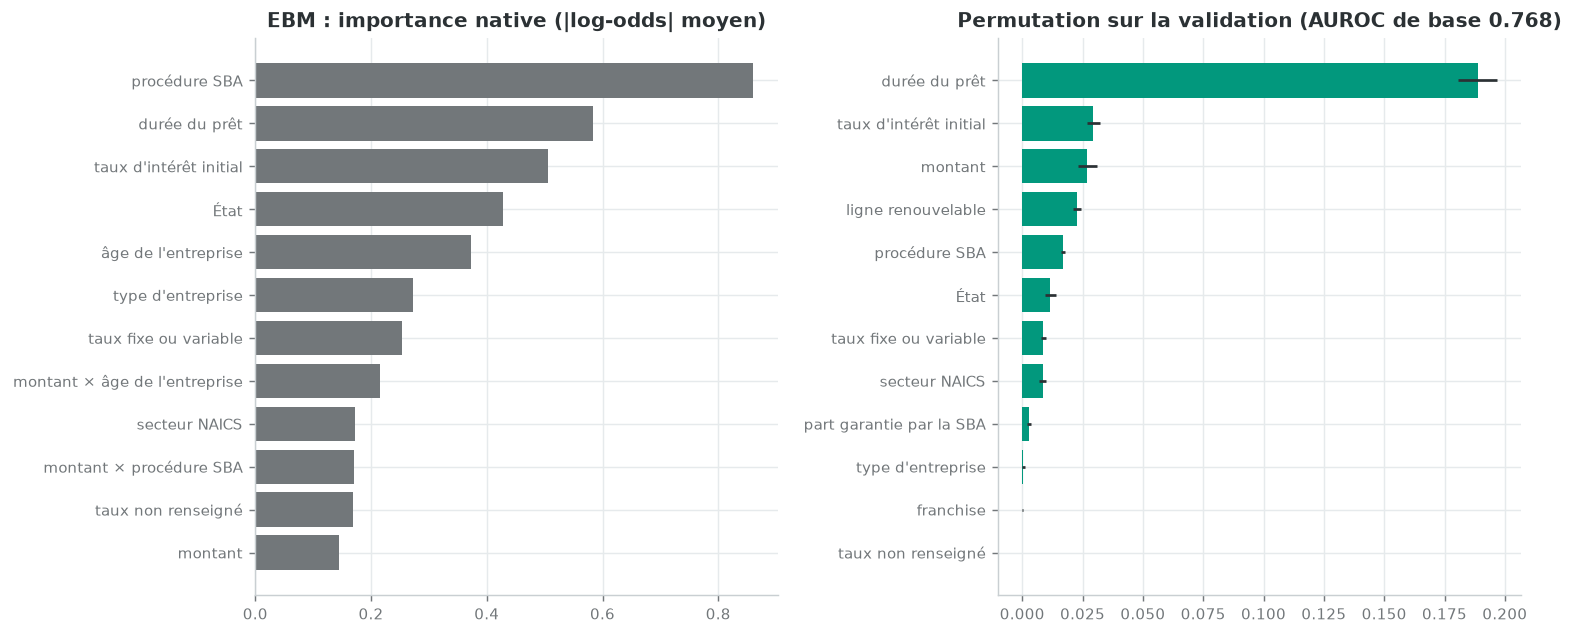 EBM : importance native (|log-odds| moyen)
procédure SBA
durée du prêt
taux d'intérêt initial
État
âge de l'entreprise
type d'entreprise
taux fixe ou variable
montant × âge de l'entreprise
secteur NAICS
montant × procédure SBA
taux non renseigné
montant
0.0 0.2 0.4 0.6 0.8
Permutation sur la validation (AUROC de base 0.768)
durée du prêt
taux d'intérêt initial
montant
ligne renouvelable
procédure SBA
État
taux fixe ou variable
secteur NAICS
part garantie par la SBA
type d'entreprise
franchise
taux non renseigné
0.000 0.025 0.050 0.075 0.100 0.125 0.150 0.175 0.200